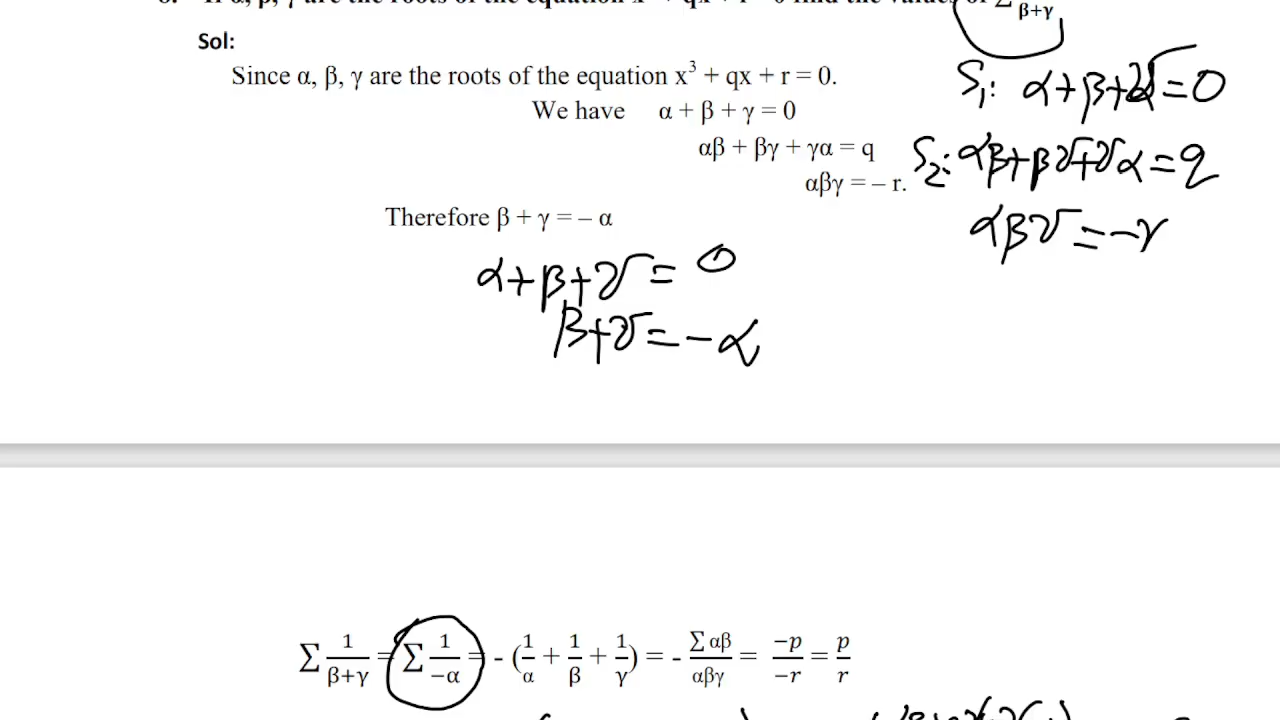 Σ
β+γ
Sol:
Since α, β, γ are the roots of the equation x³ + qx + r = 0.
We have α + β + γ = 0
αβ + βγ + γα = q
αβγ = – r.
S₁: α+β+γ=0
S₂: αβ+βγ+γα=q
αβγ=-r
Therefore β + γ = – α
α+β+γ= 0
β+γ=-α
∑ 1/(β+γ) = ∑ 1/(−α) = - (1/α + 1/β + 1/γ) = - (∑ αβ)/(αβγ) = (−p)/(−r) = p/r